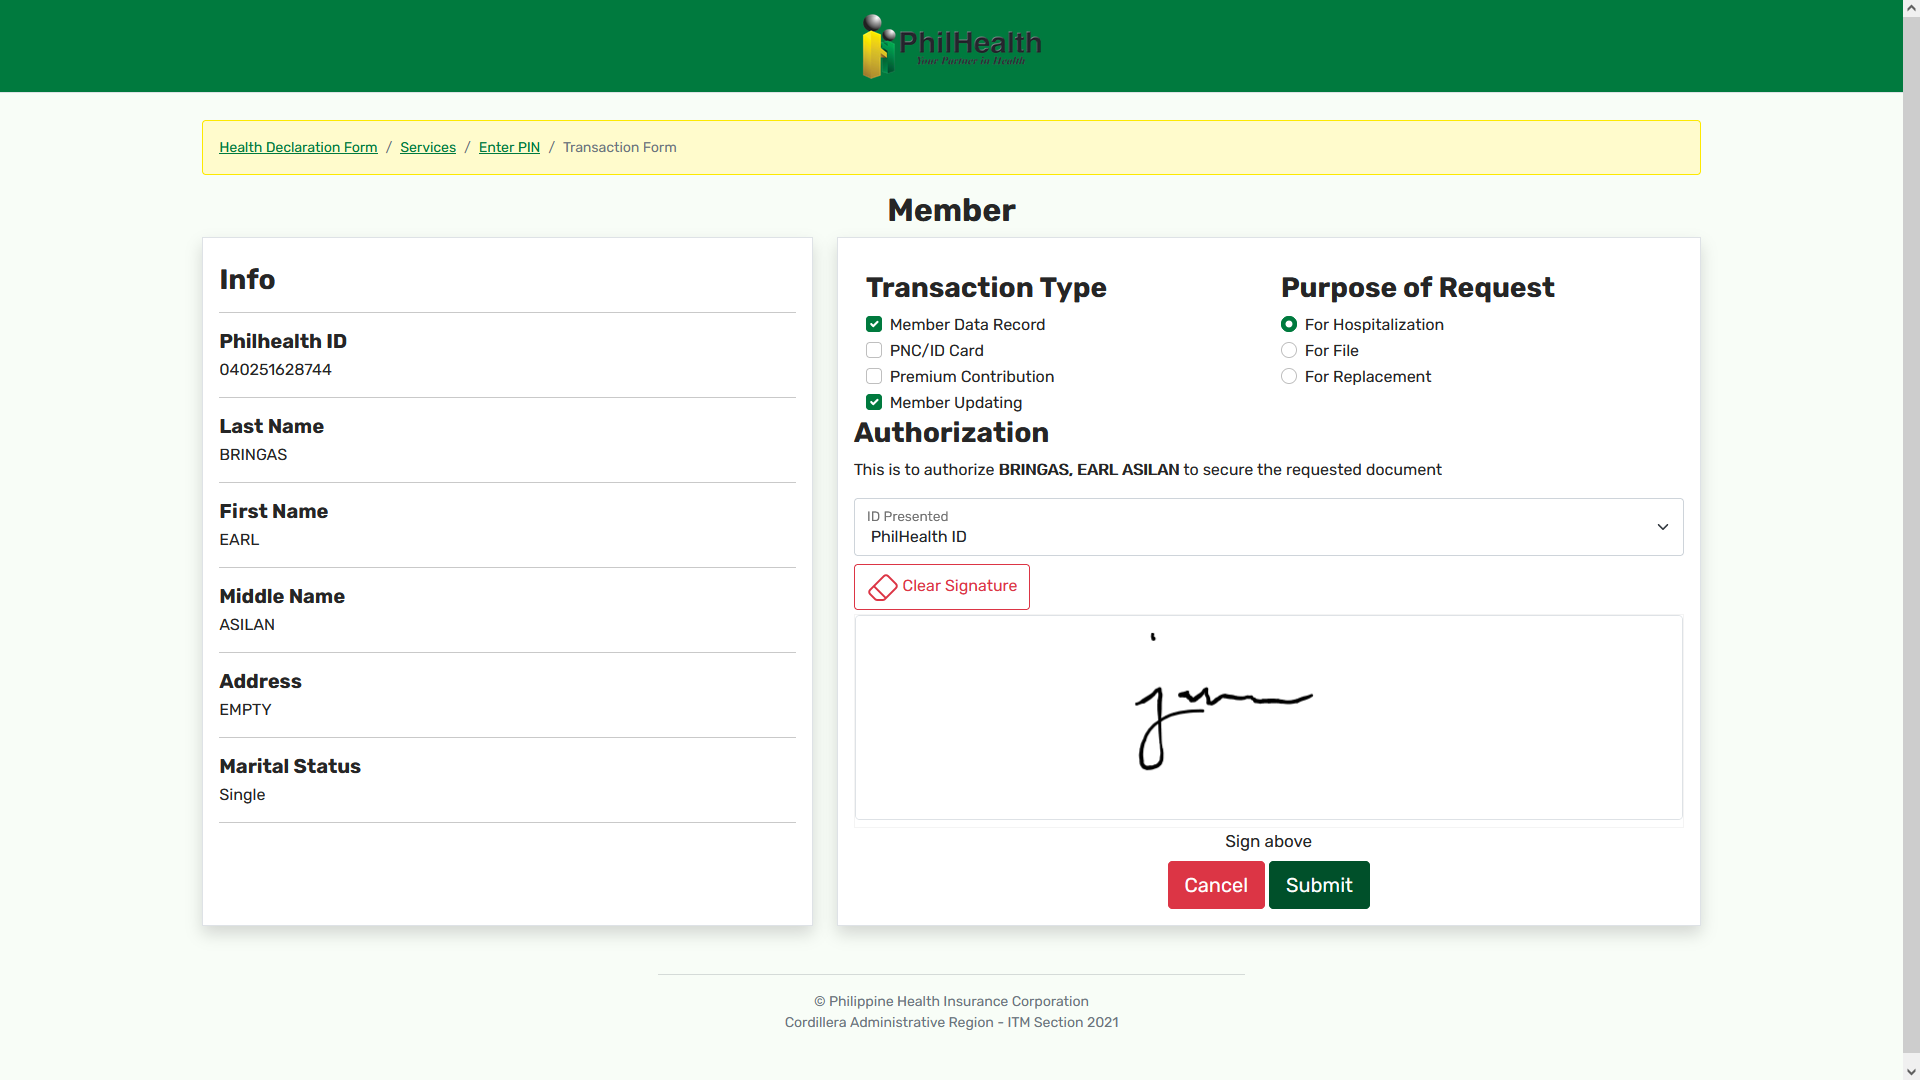 PhilHealth
Your Partner in Health
Health Declaration Form / Services / Enter PIN / Transaction Form
Member
Info
Philhealth ID
040251628744
Last Name
BRINGAS
First Name
EARL
Middle Name
ASILAN
Address
EMPTY
Marital Status
Single
Transaction Type
Member Data Record
PNC/ID Card
Premium Contribution
Member Updating
Purpose of Request
For Hospitalization
For File
For Replacement
Authorization
This is to authorize BRINGAS, EARL ASILAN to secure the requested document
ID Presented
PhilHealth ID
Clear Signature
Sign above
Cancel Submit
© Philippine Health Insurance Corporation
Cordillera Administrative Region - ITM Section 2021